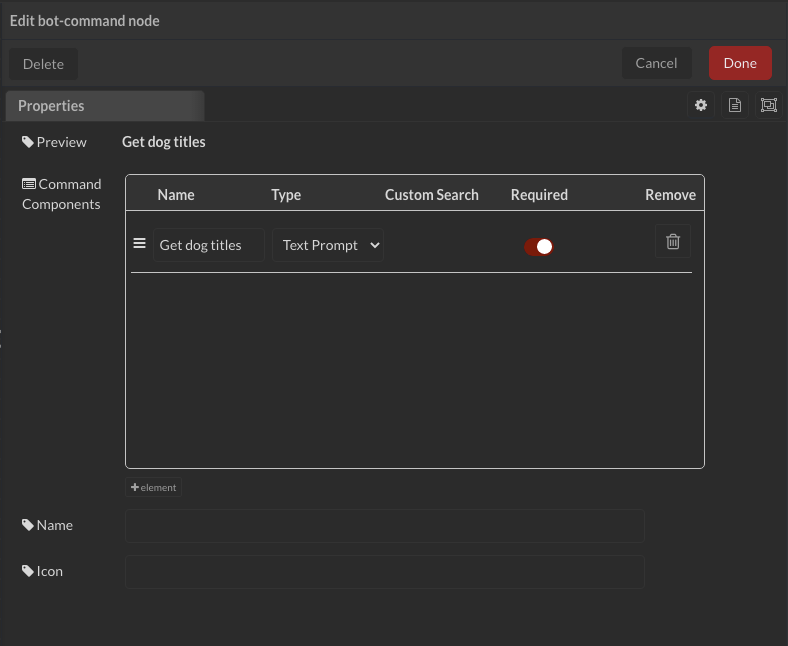 Edit bot-command node
Delete
Cancel
Done
Properties
Preview
Get dog titles
Command Components
Name
Type
Custom Search
Required
Remove
Get dog titles
Text Prompt
+element
Name
Icon